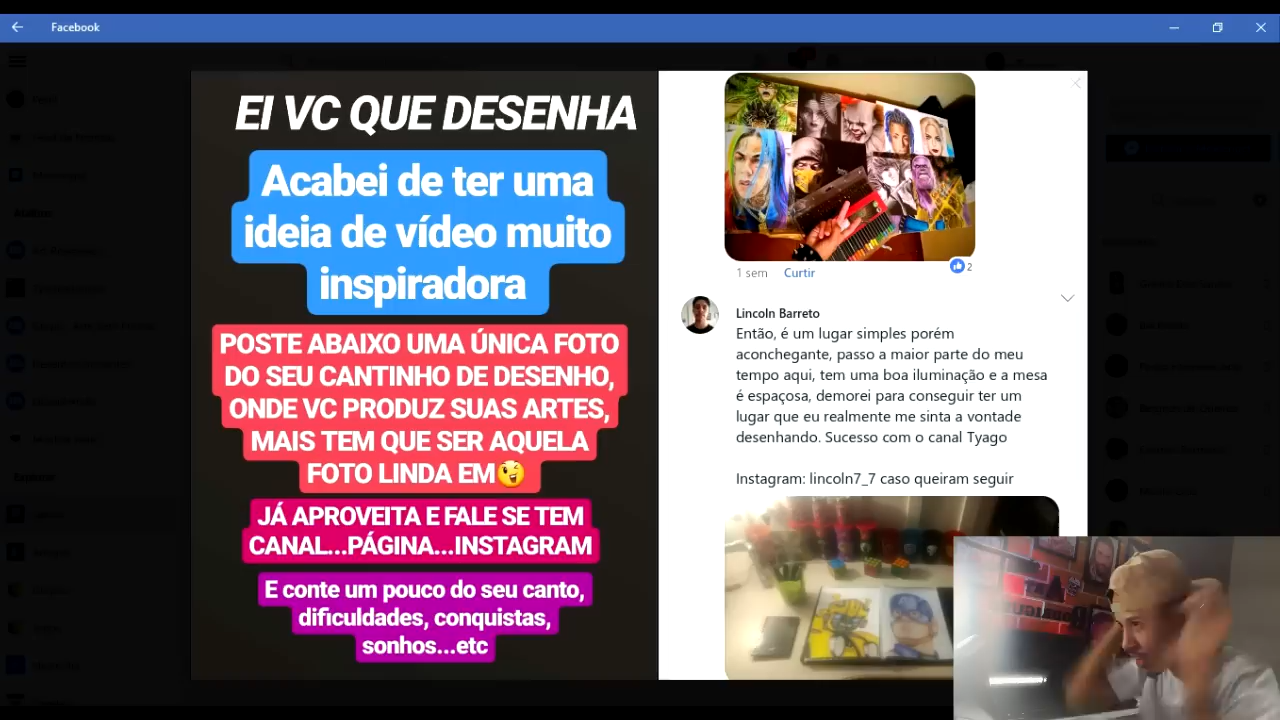 Facebook
EI VC QUE DESENHA
Acabei de ter uma
ideia de vídeo muito
inspiradora
POSTE ABAIXO UMA ÚNICA FOTO
DO SEU CANTINHO DE DESENHO,
ONDE VC PRODUZ SUAS ARTES,
MAIS TEM QUE SER AQUELA
FOTO LINDA EM😉
JÁ APROVEITA E FALE SE TEM
CANAL...PÁGINA...INSTAGRAM
E conte um pouco do seu canto,
dificuldades, conquistas,
sonhos...etc
1 sem Curtir
2
Lincoln Barreto
Então, é um lugar simples porém
aconchegante, passo a maior parte do meu
tempo aqui, tem uma boa iluminação e a mesa
é espaçosa, demorei para conseguir ter um
lugar que eu realmente me sinta a vontade
desenhando. Sucesso com o canal Tyago
Instagram: lincoln7_7 caso queiram seguir